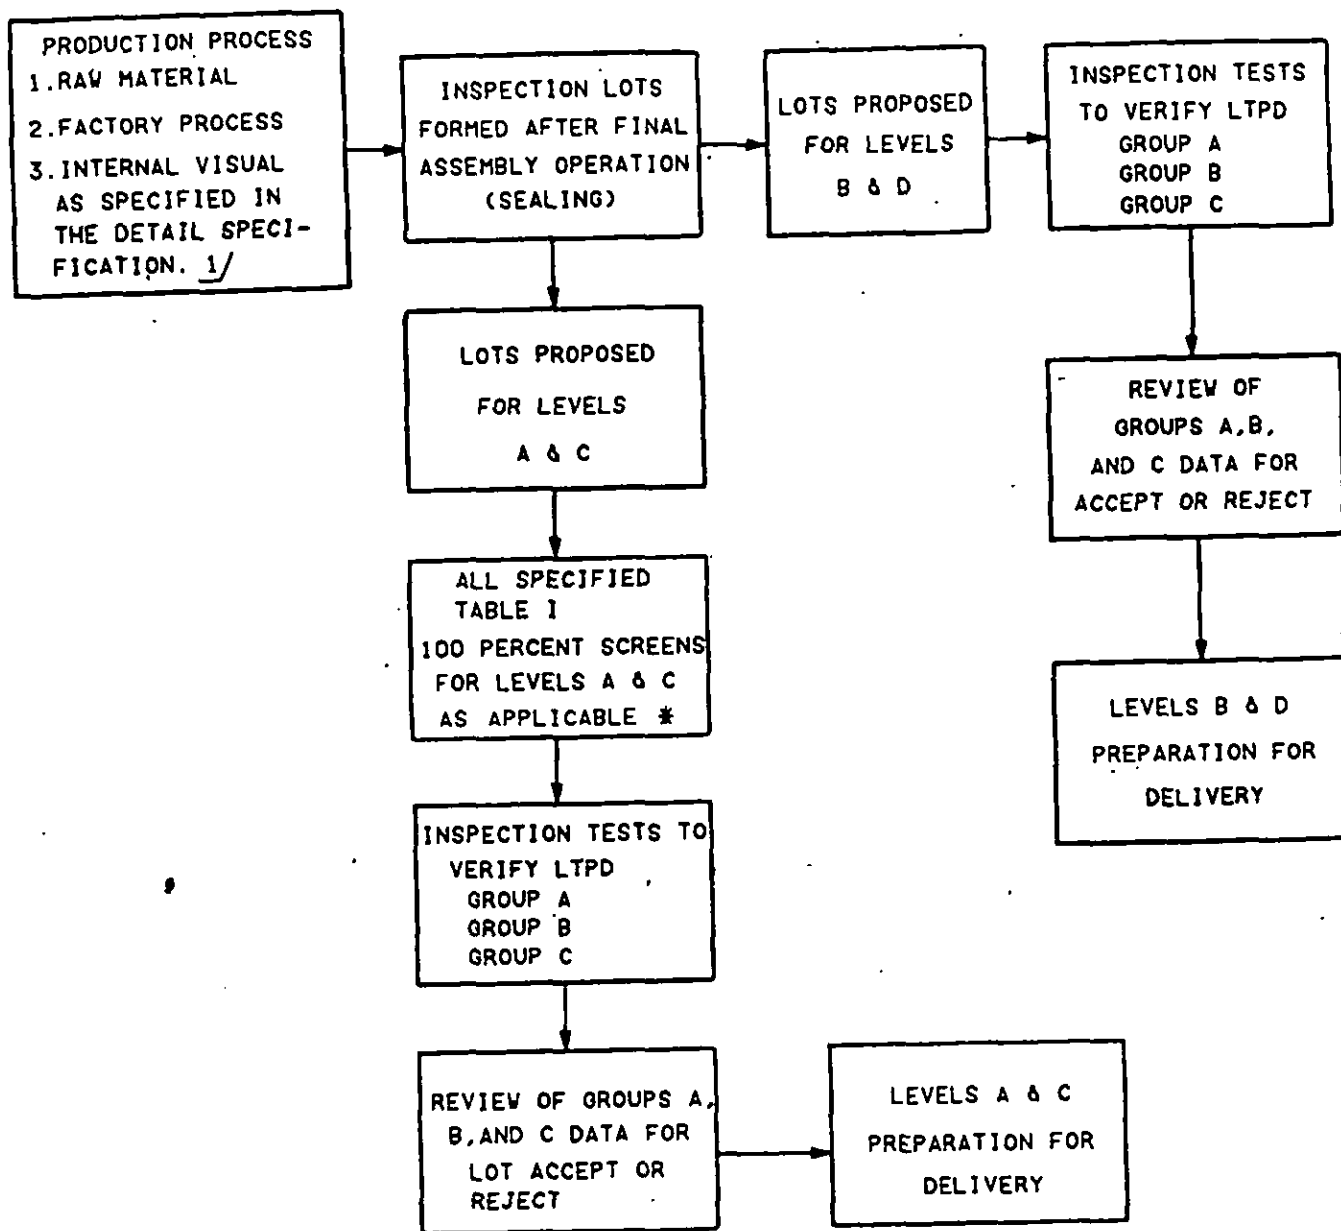 PRODUCTION PROCESS
1.RAW MATERIAL
2.FACTORY PROCESS
3.INTERNAL VISUAL
AS SPECIFIED IN
THE DETAIL SPECI-
FICATION. 1/
INSPECTION LOTS
FORMED AFTER FINAL
ASSEMBLY OPERATION
(SEALING)
LOTS PROPOSED
FOR LEVELS
B & D
INSPECTION TESTS
TO VERIFY LTPD
GROUP A
GROUP B
GROUP C
LOTS PROPOSED
FOR LEVELS
A & C
REVIEW OF
GROUPS A,B,
AND C DATA FOR
ACCEPT OR REJECT
ALL SPECIFIED
TABLE I
100 PERCENT SCREENS
FOR LEVELS A & C
AS APPLICABLE *
LEVELS B & D
PREPARATION FOR
DELIVERY
INSPECTION TESTS TO
VERIFY LTPD
GROUP A
GROUP B
GROUP C
REVIEW OF GROUPS A,
B,AND C DATA FOR
LOT ACCEPT OR
REJECT
LEVELS A & C
PREPARATION FOR
DELIVERY